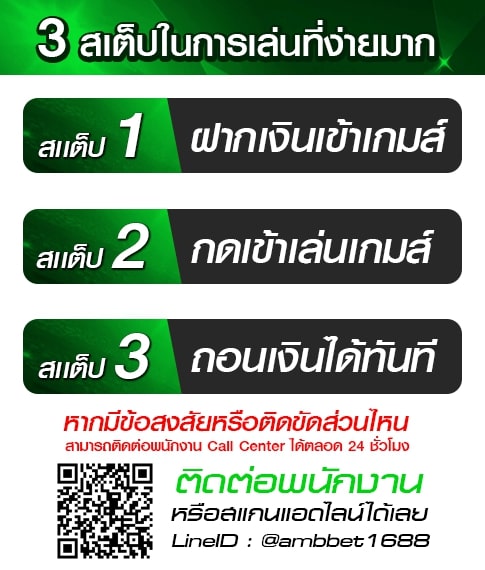 3 สเต็ปในการเล่นที่ง่ายมาก
สเต็ป 1 ฝากเงินเข้าเกมส์
สเต็ป 2 กดเข้าเล่นเกมส์
สเต็ป 3 ถอนเงินได้ทันที
หากมีข้อสงสัยหรือติดขัดส่วนไหน
สามารถติดต่อพนักงาน Call Center ได้ตลอด 24 ชั่วโมง
ติดต่อพนักงาน
หรือสแกนแอดไลน์ได้เลย
LineID : @ambbet1688